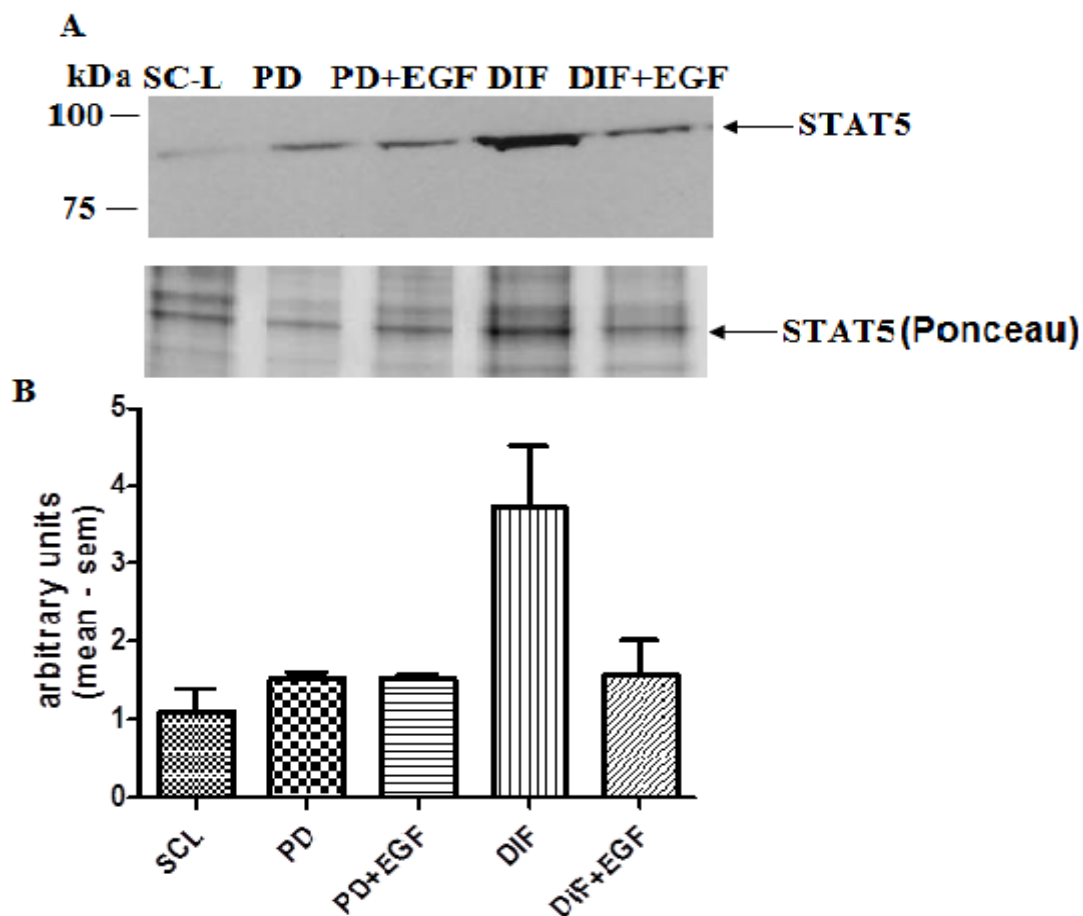 A
kDa SC-L PD PD+EGF DIF DIF+EGF
100
STAT5
75
STAT5 (Ponceau)
B
arbitrary units
(mean - sem)
5
4
3
2
1
0
SCL
PD
PD+EGF
DIF
DiF+EGF